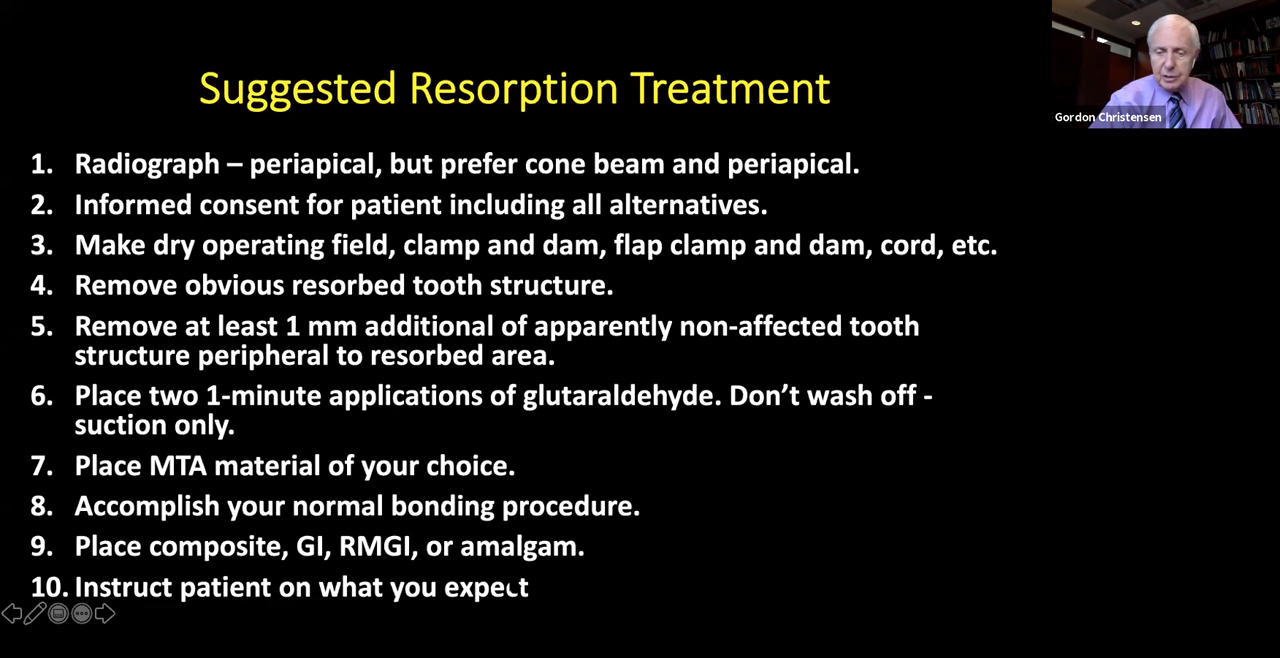 Suggested Resorption Treatment
Gordon Christensen
1. Radiograph – periapical, but prefer cone beam and periapical.
2. Informed consent for patient including all alternatives.
3. Make dry operating field, clamp and dam, flap clamp and dam, cord, etc.
4. Remove obvious resorbed tooth structure.
5. Remove at least 1 mm additional of apparently non-affected tooth
structure peripheral to resorbed area.
6. Place two 1-minute applications of glutaraldehyde. Don’t wash off -
suction only.
7. Place MTA material of your choice.
8. Accomplish your normal bonding procedure.
9. Place composite, GI, RMGI, or amalgam.
10. Instruct patient on what you expect